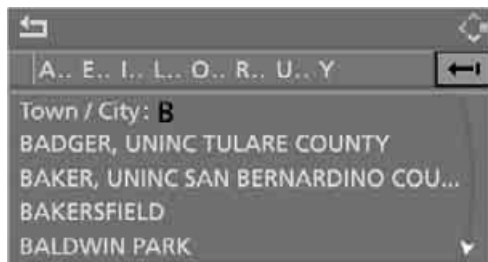 A.. E.. I.. L.. O.. R.. U.. Y
Town / City: B
BADGER, UNINC TULARE COUNTY
BAKER, UNINC SAN BERNARDINO COU...
BAKERSFIELD
BALDWIN PARK